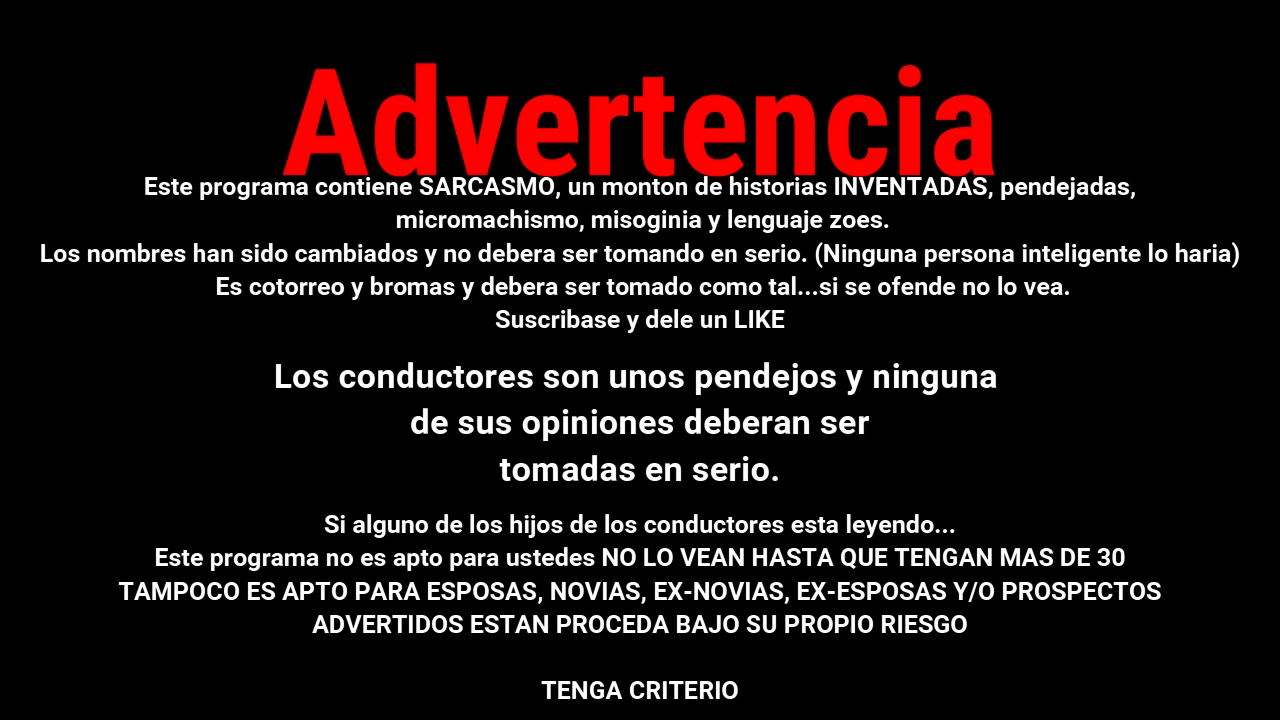 Advertencia
Este programa contiene SARCASMO, un monton de historias INVENTADAS, pendejadas,
micromachismo, misoginia y lenguaje zoes.
Los nombres han sido cambiados y no debera ser tomando en serio. (Ninguna persona inteligente lo haria)
Es cotorreo y bromas y debera ser tomado como tal...si se ofende no lo vea.
Suscribase y dele un LIKE
Los conductores son unos pendejos y ninguna
de sus opiniones deberan ser
tomadas en serio.
Si alguno de los hijos de los conductores esta leyendo...
Este programa no es apto para ustedes NO LO VEAN HASTA QUE TENGAN MAS DE 30
TAMPOCO ES APTO PARA ESPOSAS, NOVIAS, EX-NOVIAS, EX-ESPOSAS Y/O PROSPECTOS
ADVERTIDOS ESTAN PROCEDA BAJO SU PROPIO RIESGO
TENGA CRITERIO